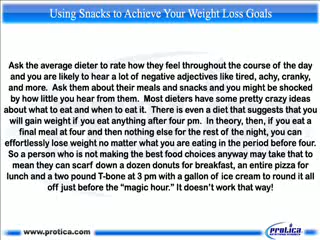 Using Snacks to Achieve Your Weight Loss Goals
Ask the average dieter to rate how they feel throughout the course of the day
and you are likely to hear a lot of negative adjectives like tired, achy, cranky,
and more. Ask them about their meals and snacks and you might be shocked
by how little you hear from them. Most dieters have some pretty crazy ideas
about what to eat and when to eat it. There is even a diet that suggests that you
will gain weight if you eat anything after four pm. In theory, then, if you eat a
final meal at four and then nothing else for the rest of the night, you can
effortlessly lose weight no matter what you are eating in the period before four.
So a person who is not making the best food choices anyway may take that to
mean they can scarf down a dozen donuts for breakfast, an entire pizza for
lunch and a two pound T-bone at 3 pm with a gallon of ice cream to round it all
off just before the “magic hour.” It doesn't work that way!
www.protica.com
protica